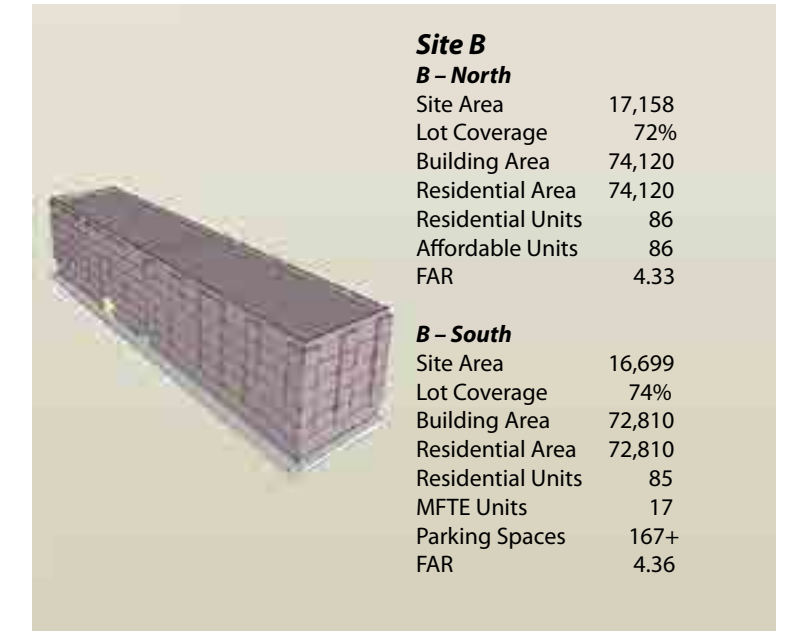 Site B
B – North
Site Area 17,158
Lot Coverage 72%
Building Area 74,120
Residential Area 74,120
Residential Units 86
Affordable Units 86
FAR 4.33
B – South
Site Area 16,699
Lot Coverage 74%
Building Area 72,810
Residential Area 72,810
Residential Units 85
MFTE Units 17
Parking Spaces 167+
FAR 4.36